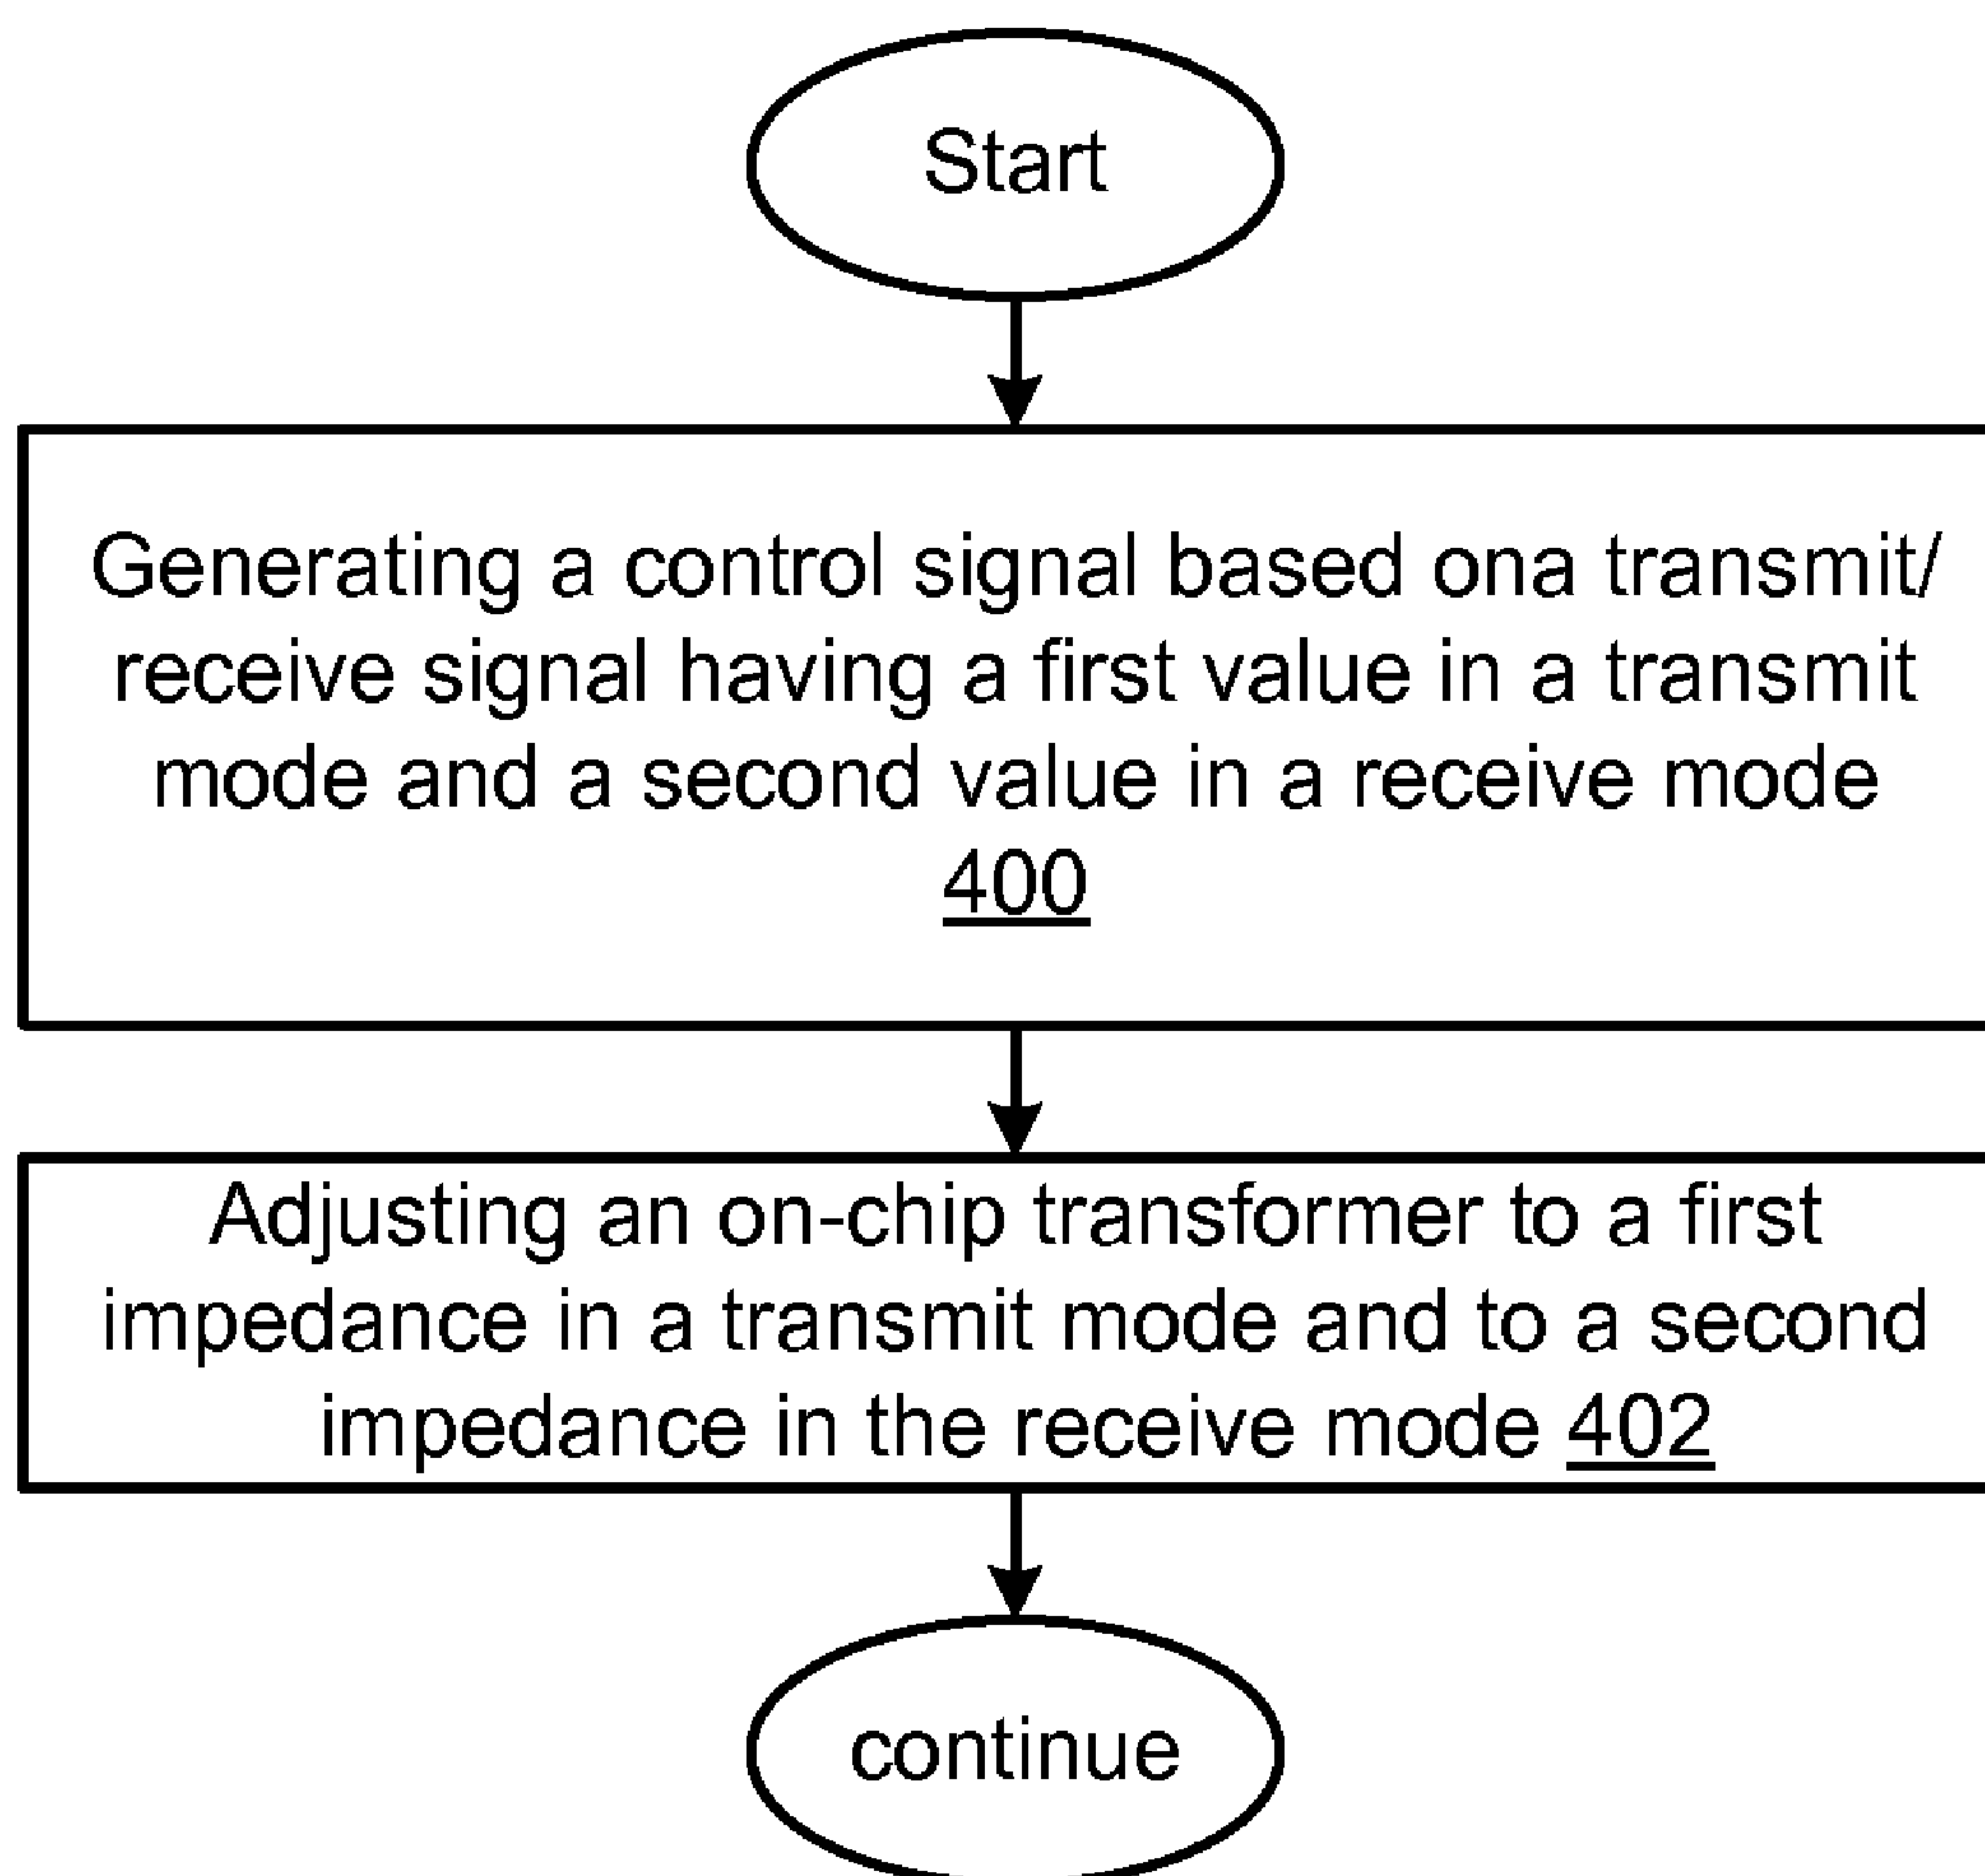 Start
Generating a control signal based ona transmit/
receive signal having a first value in a transmit
mode and a second value in a receive mode
400
Adjusting an on-chip transformer to a first
impedance in a transmit mode and to a second
impedance in the receive mode 402
continue